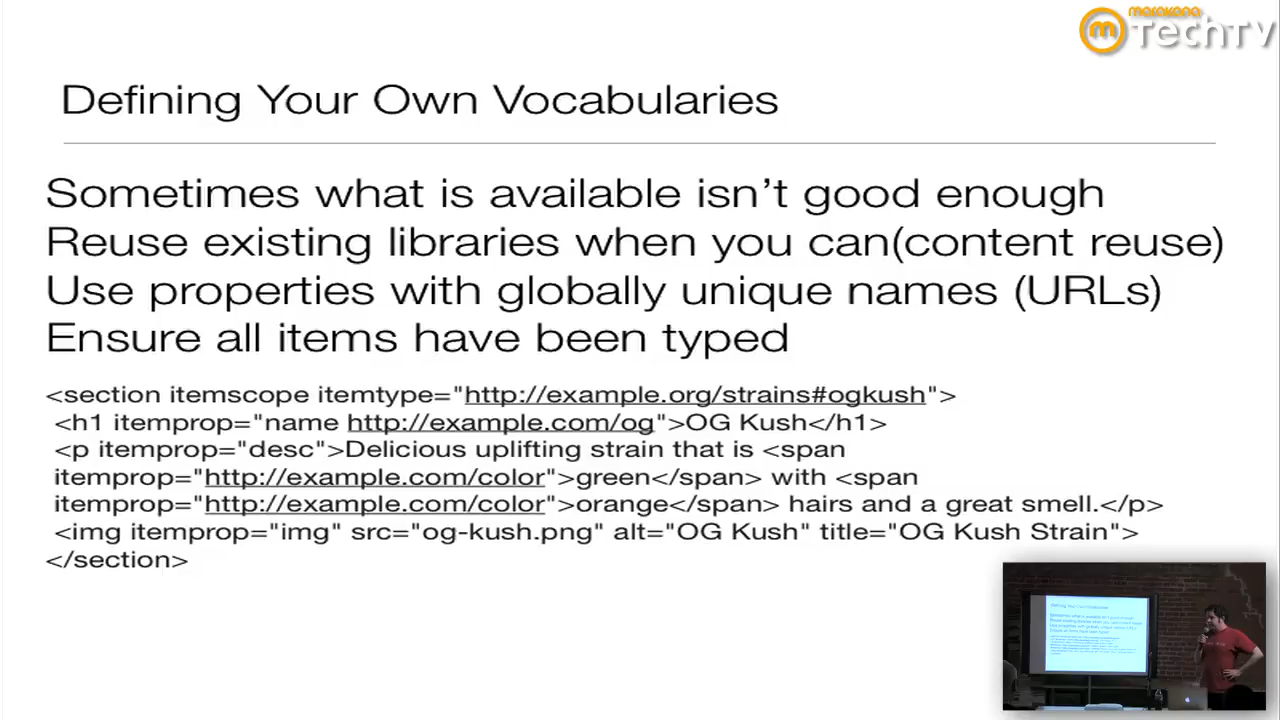 marakana
TechTV
Defining Your Own Vocabularies
Sometimes what is available isn't good enough
Reuse existing libraries when you can(content reuse)
Use properties with globally unique names (URLs)
Ensure all items have been typed
<section itemscope itemtype="http://example.org/strains#ogkush">
<h1 itemprop="name http://example.com/og">OG Kush</h1>
<p itemprop="desc">Delicious uplifting strain that is <span
itemprop="http://example.com/color">green</span> with <span
itemprop="http://example.com/color">orange</span> hairs and a great smell.</p>
<img itemprop="img" src="og-kush.png" alt="OG Kush" title="OG Kush Strain">
</section>